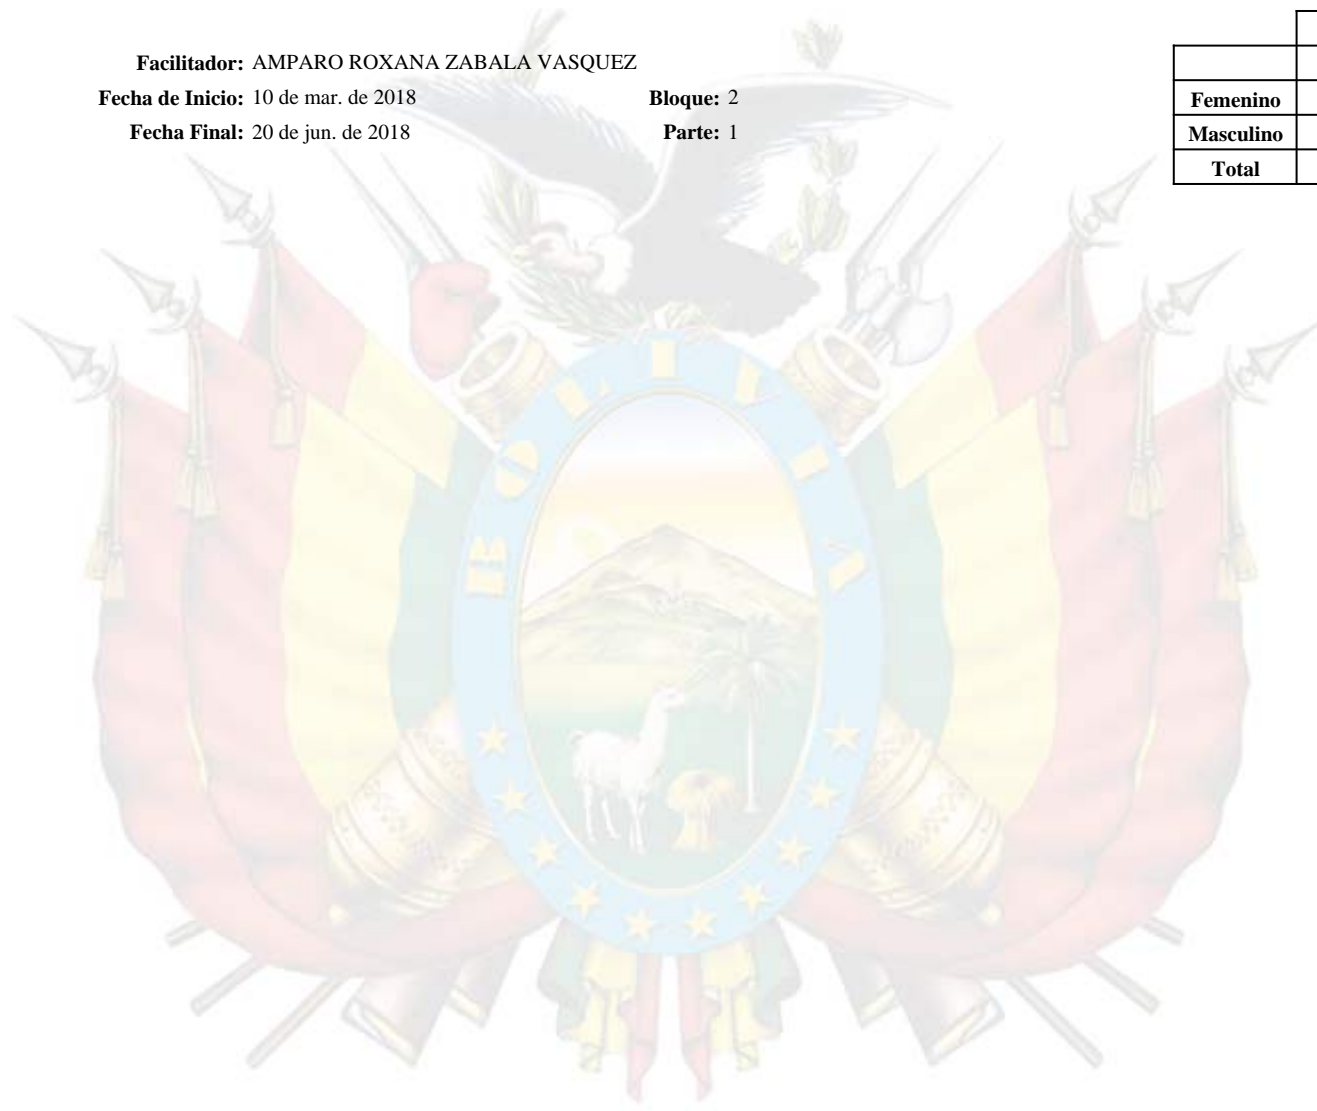 Facilitador: AMPARO ROXANA ZABALA VASQUEZ
Fecha de Inicio: 10 de mar. de 2018 Bloque: 2
Fecha Final: 20 de jun. de 2018 Parte: 1
Femenino
Masculino
Total
BOLIVIA